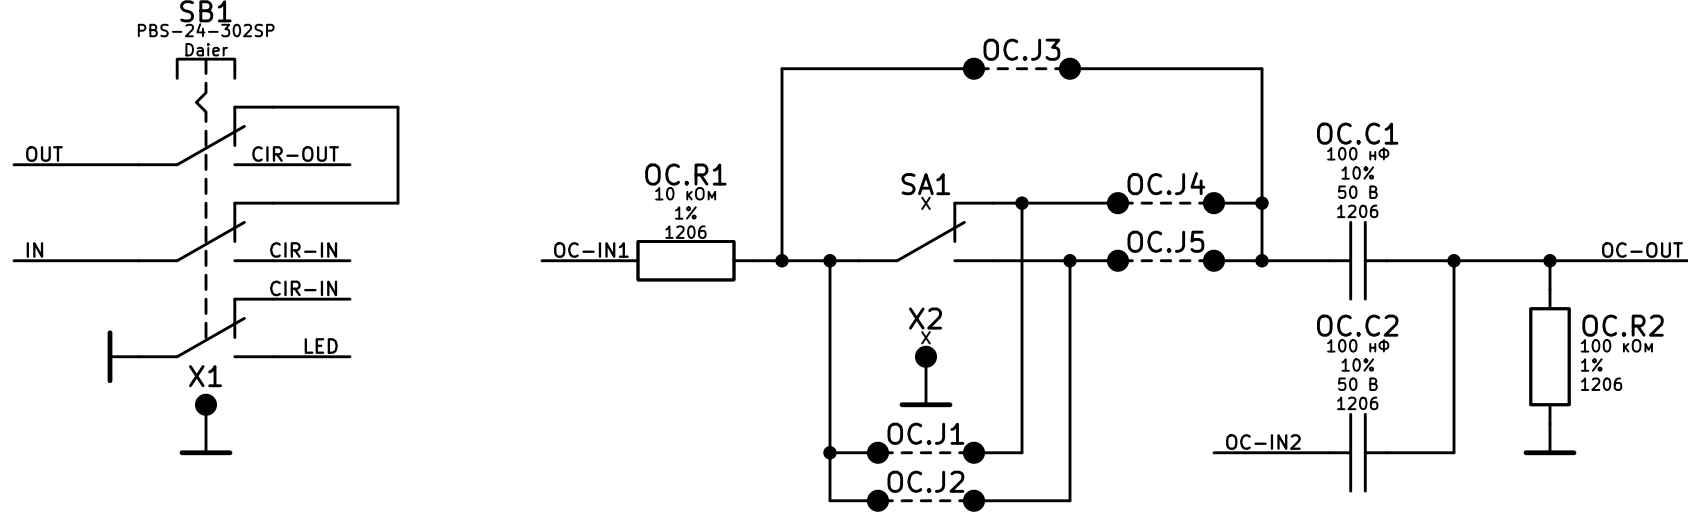 SB1
PBS-24-302SP
Daier
OUT
CIR-OUT
IN
CIR-IN
CIR-IN
LED
X1
OC-IN1
OC.R1
10 кОм
1%
1206
OC.J3
SA1
X
OC.J4
OC.J5
X2
X
OC.J1
OC.J2
OC.C1
100 нФ
10%
50 В
1206
OC-OUT
OC.C2
100 нФ
10%
50 В
1206
OC-IN2
OC.R2
100 кОм
1%
1206